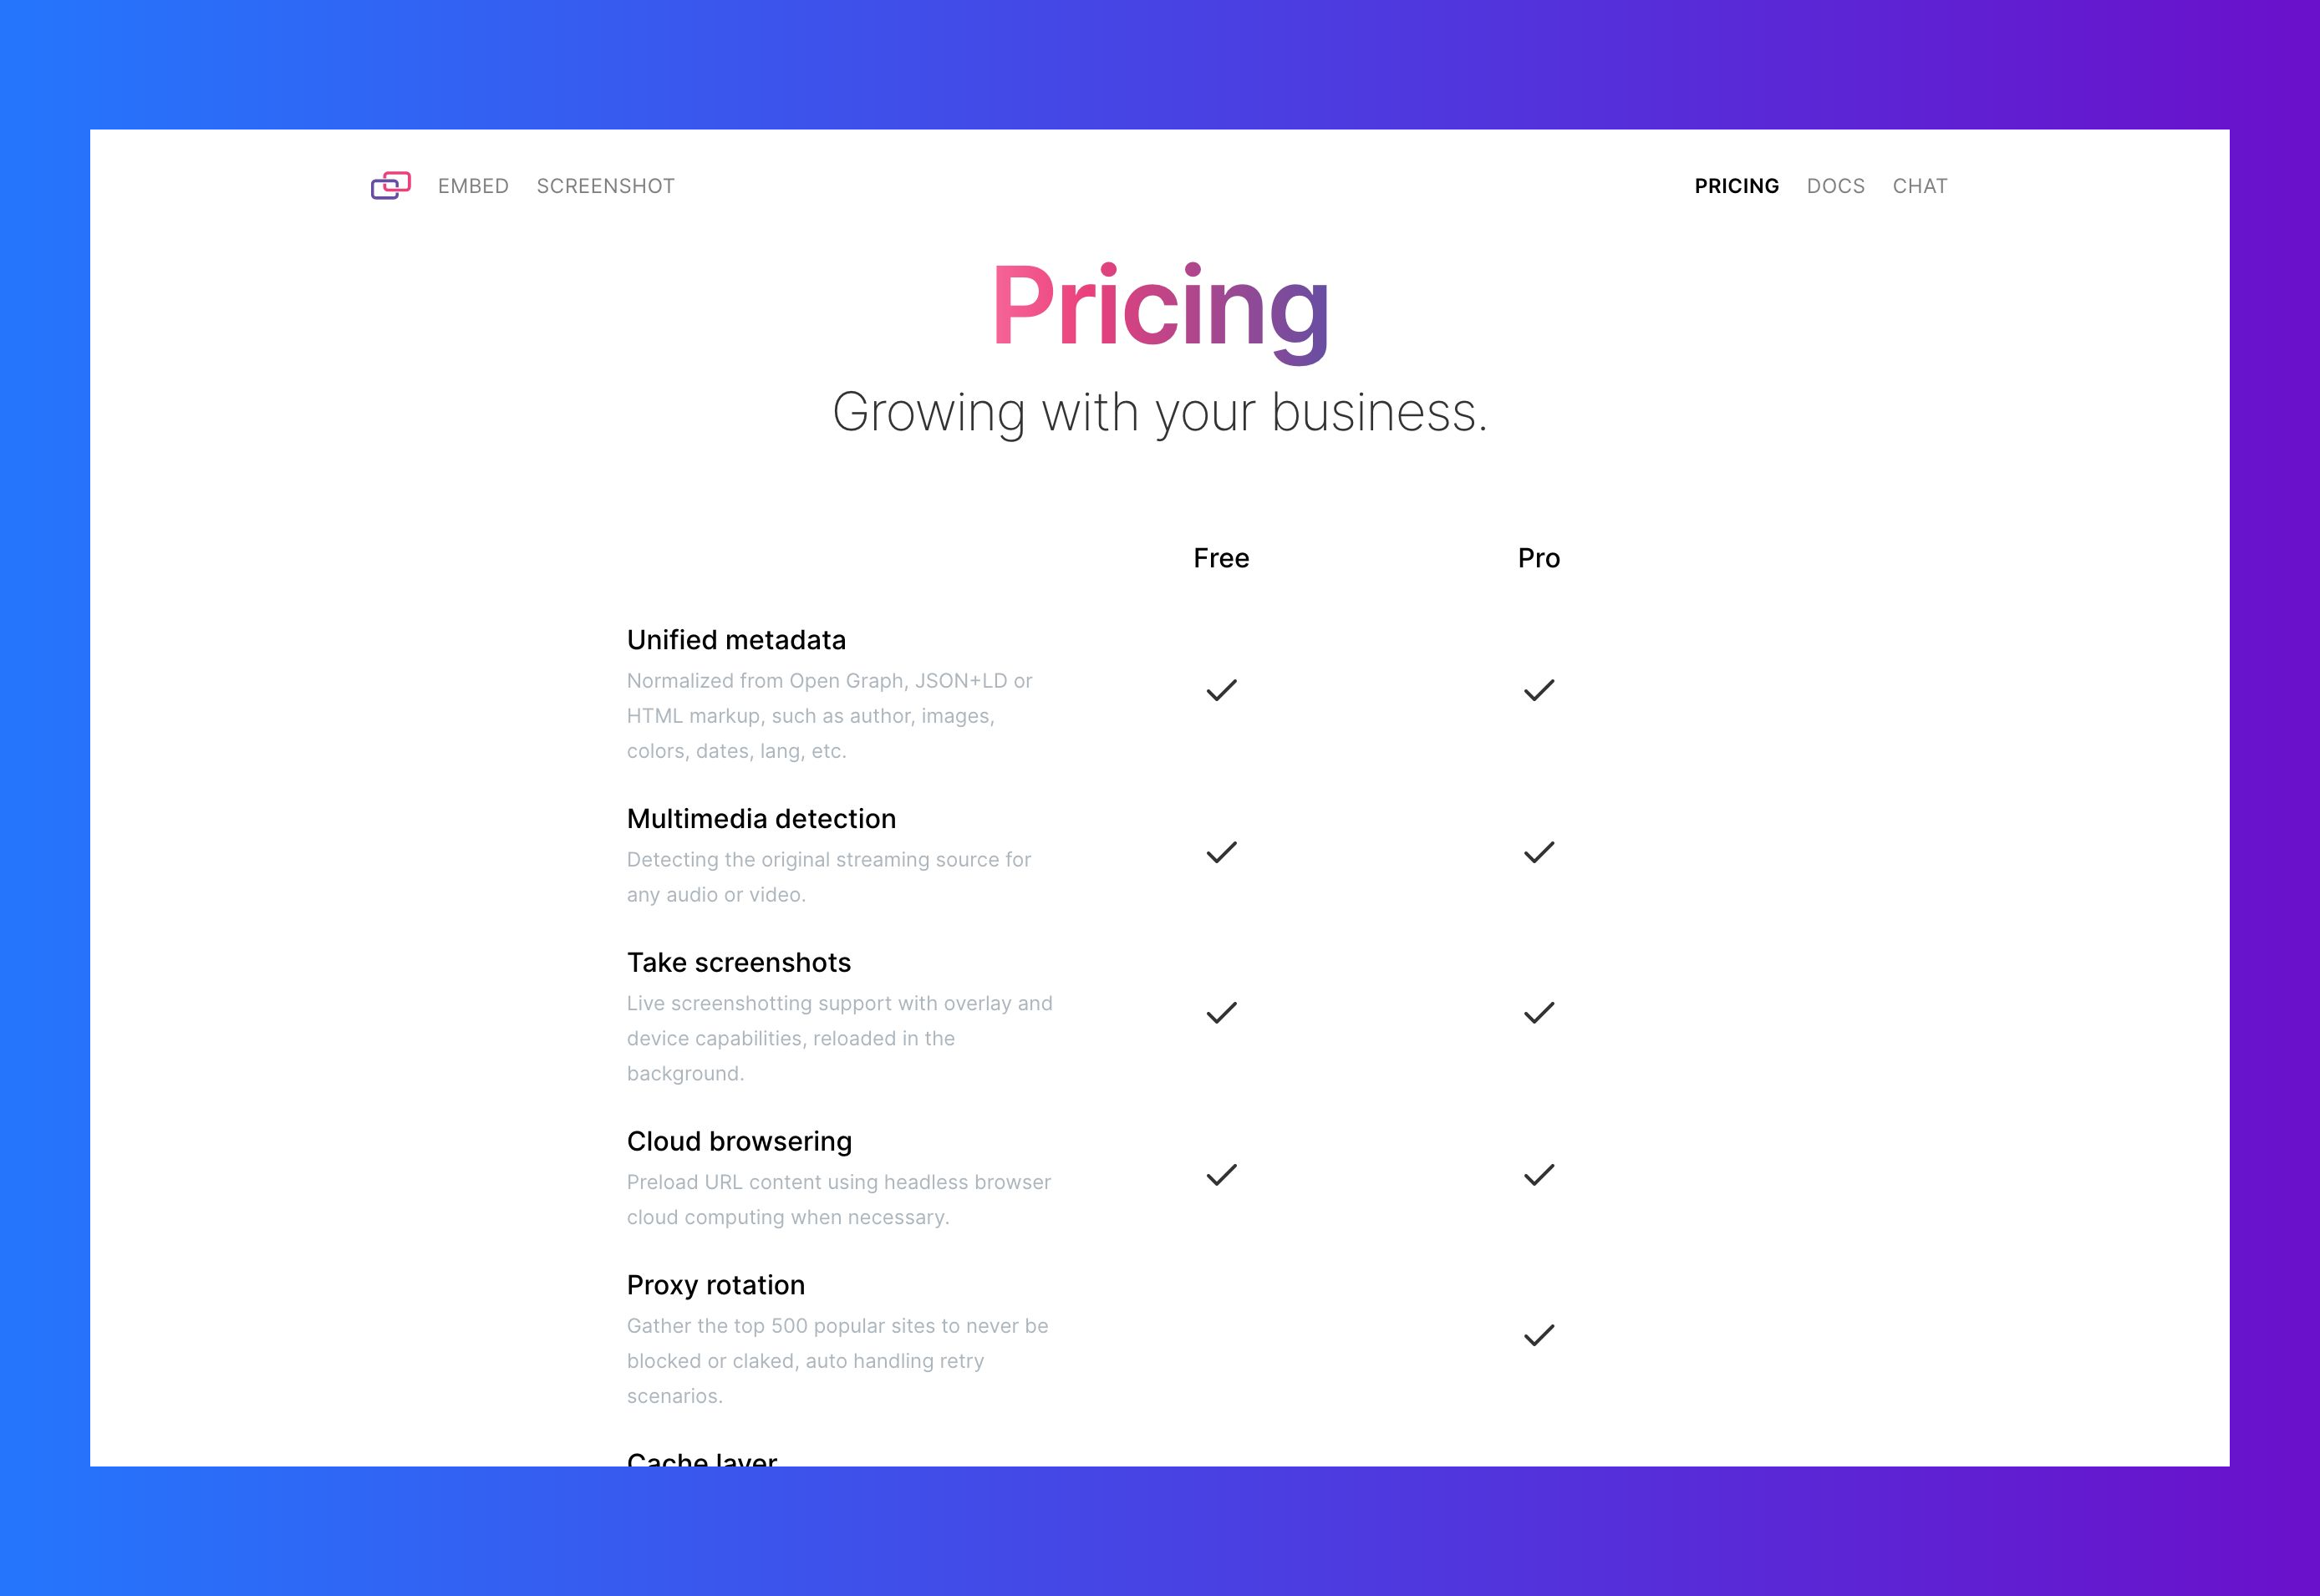 EMBED SCREENSHOT PRICING DOCS CHAT
Pricing
Growing with your business.
Free Pro
Unified metadata
Normalized from Open Graph, JSON+LD or
HTML markup, such as author, images,
colors, dates, lang, etc.
Multimedia detection
Detecting the original streaming source for
any audio or video.
Take screenshots
Live screenshotting support with overlay and
device capabilities, reloaded in the
background.
Cloud browsering
Preload URL content using headless browser
cloud computing when necessary.
Proxy rotation
Gather the top 500 popular sites to never be
blocked or claked, auto handling retry
scenarios.
Cache layer